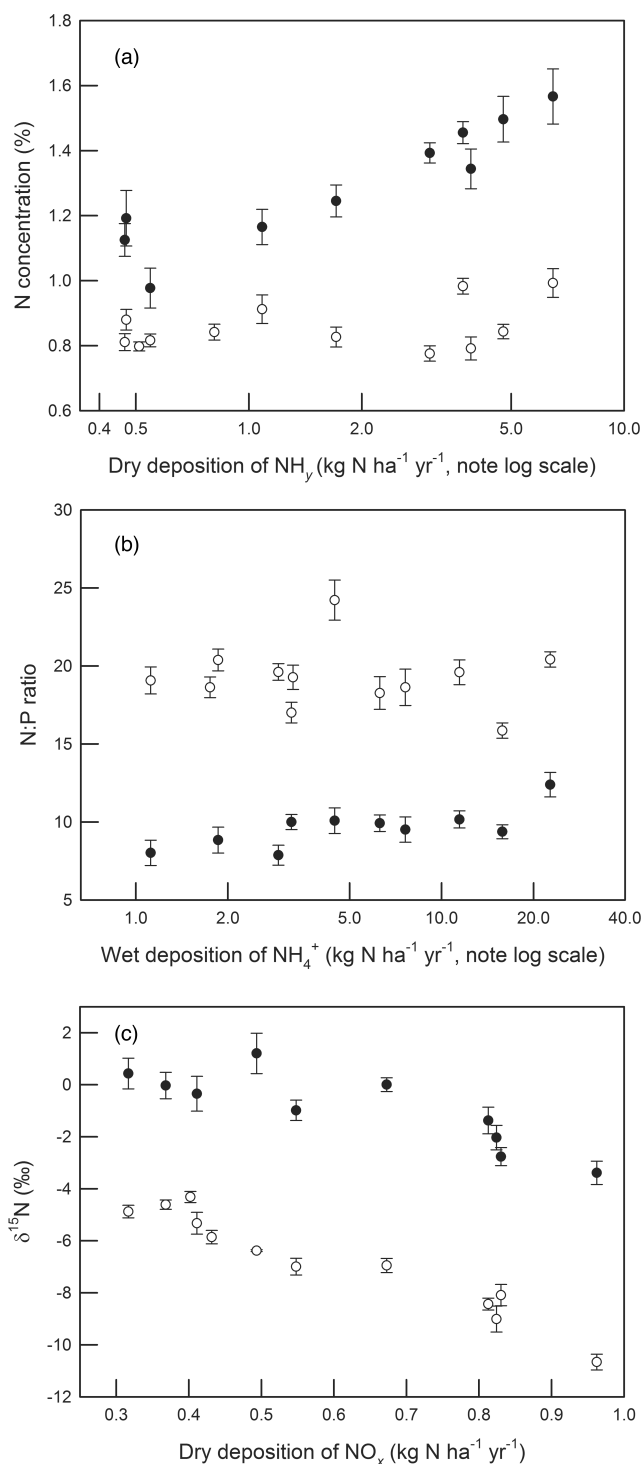 (a)
1.8
1.6
1.4
1.2
1.0
0.8
0.6
N concentration (%)
0.4 0.5 1.0 2.0 5.0 10.0
Dry deposition of NHy (kg N ha⁻¹ yr⁻¹, note log scale)
(b)
30
25
20
15
10
5
N:P ratio
1.0 2.0 5.0 10.0 20.0 40.0
Wet deposition of NH₄⁺ (kg N ha⁻¹ yr⁻¹, note log scale)
(c)
2
0
-2
-4
-6
-8
-10
-12
δ¹⁵N (‰)
0.3 0.4 0.5 0.6 0.7 0.8 0.9 1.0
Dry deposition of NOₓ (kg N ha⁻¹ yr⁻¹)